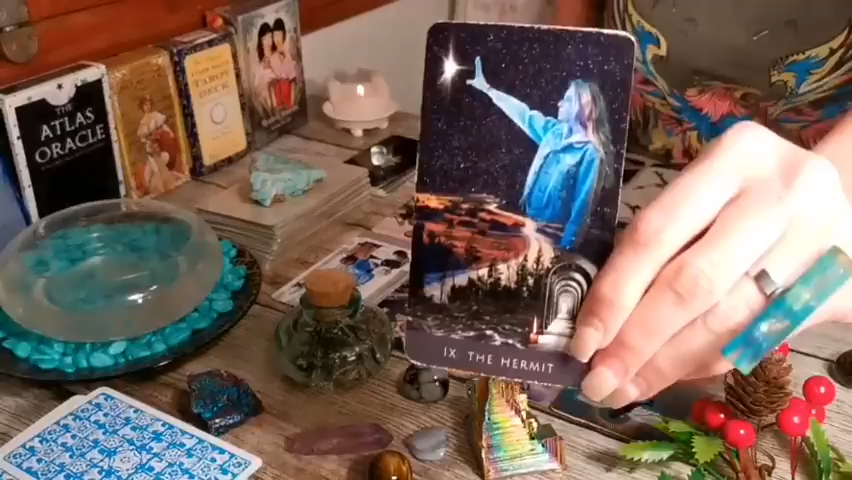 THE
ATLAS
ORACLE
TAROT
DECK
IX THE HERMIT